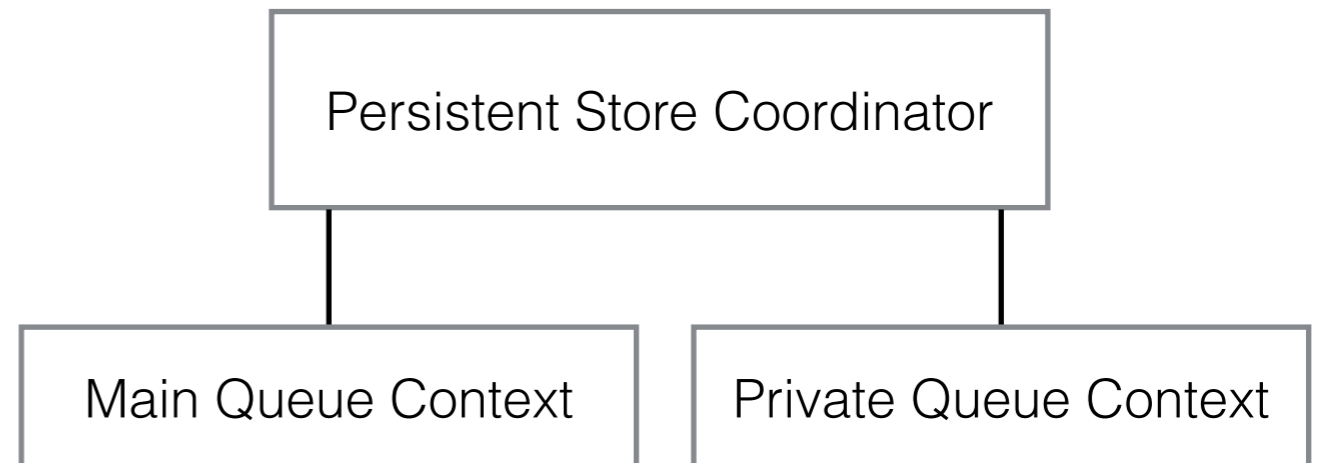 Persistent Store Coordinator
Main Queue Context
Private Queue Context